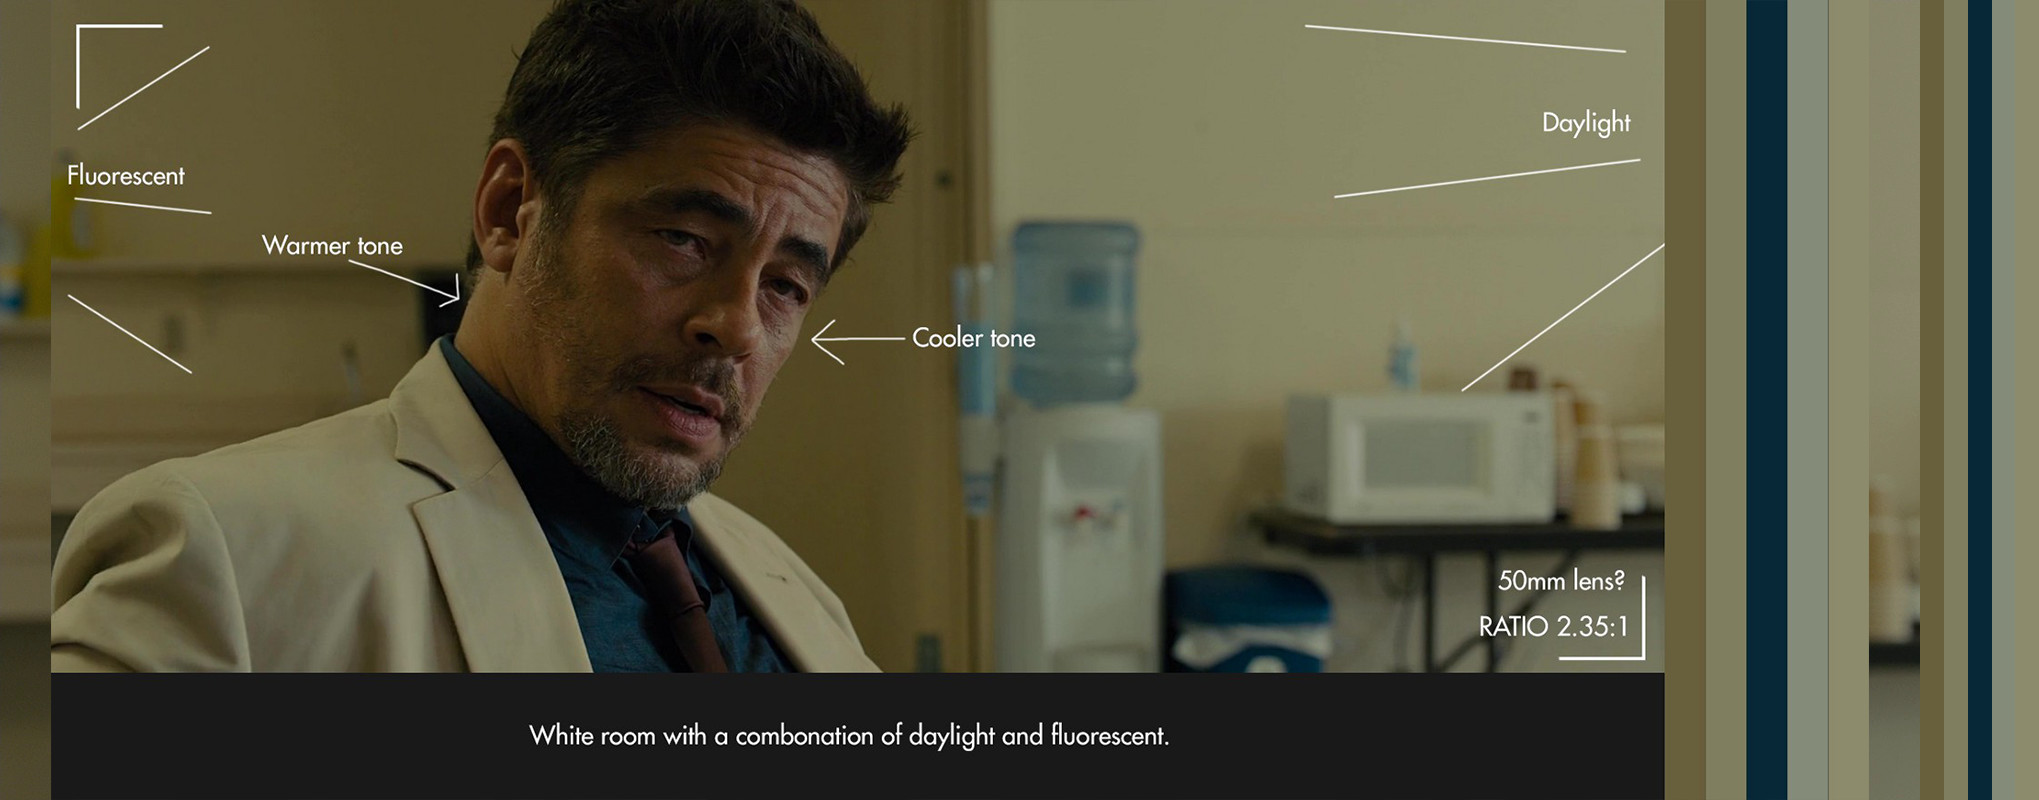 Fluorescent
Daylight
Warmer tone
Cooler tone
50mm lens?
RATIO 2.35:1
White room with a combonation of daylight and fluorescent.